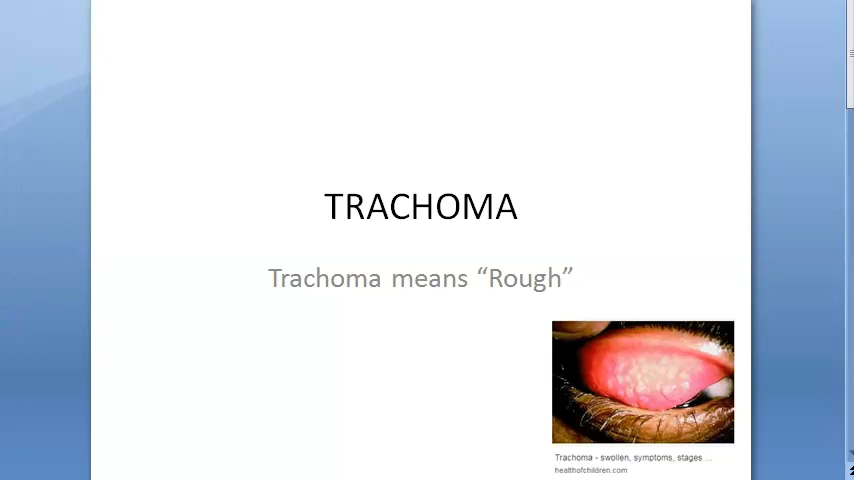 TRACHOMA
Trachoma means “Rough”
Trachoma - swollen, symptoms, stages ...
healthofchildren.com